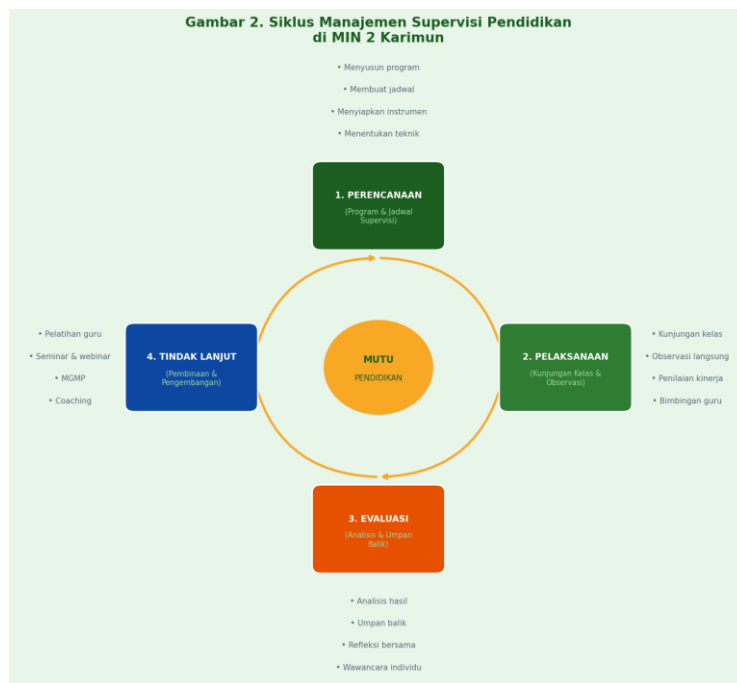 Gambar 2. Siklus Manajemen Supervisi Pendidikan
di MIN 2 Karimun
• Menyusun program
• Membuat jadwal
• Menyiapkan instrumen
• Menentukan teknik
1. PERENCANAAN
(Program & Jadwal
Supervisi)
• Pelatihan guru
• Seminar & webinar
• MGMP
• Coaching
4. TINDAK LANJUT
(Pembinaan &
Pengembangan)
MUTU
PENDIDIKAN
2. PELAKSANAAN
(Kunjungan Kelas &
Observasi)
• Kunjungan kelas
• Observasi langsung
• Penilaian kinerja
• Bimbingan guru
3. EVALUASI
(Analisis & Umpan
Balik)
• Analisis hasil
• Umpan balik
• Refleksi bersama
• Wawancara individu